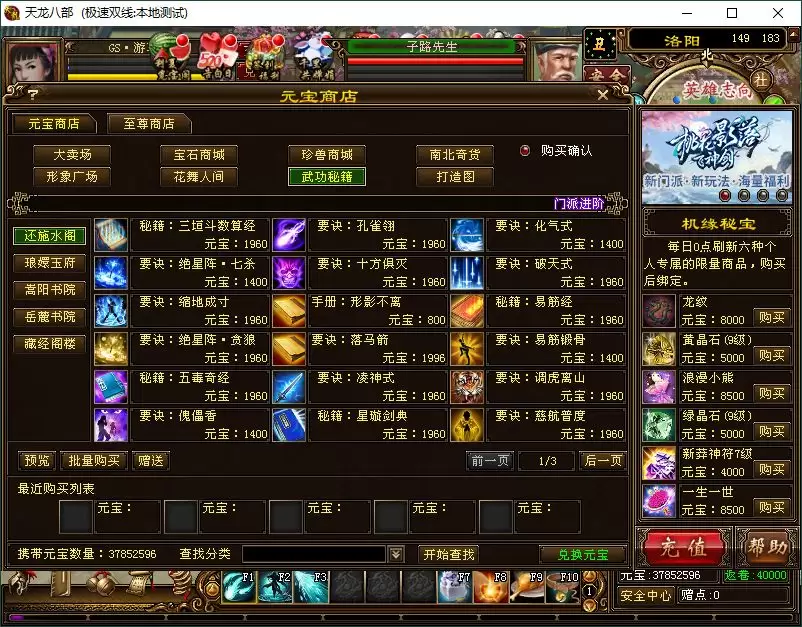 天龙八部 (极速双线:本地测试)
GS·游
子路先生
丑
洛阳
149 183
北
安全
社
英雄志向
? 元宝商店
元宝商店 至尊商店
大卖场 宝石商城 珍兽商城 南北奇货 购买确认
形象广场 花舞人间 武功秘籍 打造图
门派进阶
还施水阁
琅嬛玉府
嵩阳书院
岳麓书院
藏经阁楼
秘籍:三垣斗数算经 要诀:孔雀翎 要诀:化气式
元宝:1960 元宝:1960 元宝:1400
要诀:绝星阵·七杀 要诀:十方俱灭 要诀:破天式
元宝:1400 元宝:1960 元宝:1960
要诀:缩地成寸 手册:形影不离 秘籍:易筋经
元宝:1960 元宝:800 元宝:1960
要诀:绝星阵·贪狼 要诀:落马箭 要诀:易筋锻骨
元宝:1960 元宝:1996 元宝:1400
秘籍:五毒奇经 要诀:凌神式 要诀:调虎离山
元宝:1960 元宝:1960 元宝:1960
要诀:傀儡香 秘籍:星璇剑典 要诀:慈航普度
元宝:1400 元宝:1960 元宝:1960
预览 批量购买 赠送 前一页 1/3 后一页
最近购买列表
元宝: 元宝: 元宝: 元宝: 元宝:
携带元宝数量:37852596 查找分类 开始查找 兑换元宝
新门派·新玩法·海量福利
机缘秘宝
每日0点刷新六种个
人专属的限量商品,购买
后绑定。
龙纹
元宝:8000 购买
黄晶石(9级)
元宝:5000 购买
浪漫小熊
元宝:8500 购买
绿晶石(9级)
元宝:5000 购买
新莽神符7级
元宝:4000 购买
一生一世
元宝:8500 购买
充值 帮助
元宝:37852596 返卷:40000
安全中心 赠点:0
F1 F2 F3 F7 F8 F9 F10
1